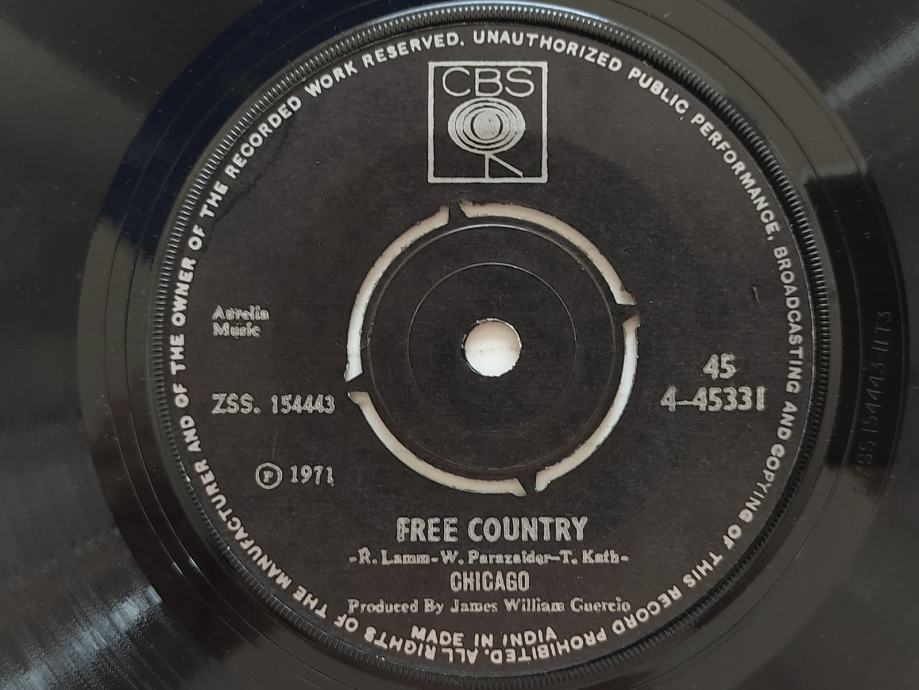 CBS
ALL RIGHTS OF THE MANUFACTURER AND OF THE OWNER OF THE RECORDED WORK RESERVED. UNAUTHORIZED PUBLIC PERFORMANCE, BROADCASTING AND COPYING OF THIS RECORD PROHIBITED.
Aurelia
Music
ZSS. 154443
Ⓟ 1971
45
4-45331
FREE COUNTRY
-R. Lamm-W. Parazaider-T. Kath-
CHICAGO
Produced By James William Guercio
MADE IN INDIA